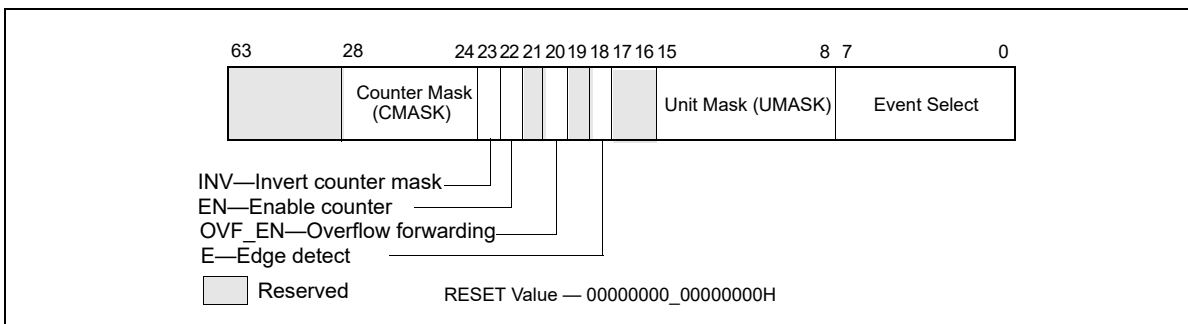 63 28 24 23 22 21 20 19 18 17 16 15 8 7 0
Counter Mask
(CMASK)
Unit Mask (UMASK)
Event Select
INV—Invert counter mask
EN—Enable counter
OVF_EN—Overflow forwarding
E—Edge detect
Reserved
RESET Value — 00000000_00000000H